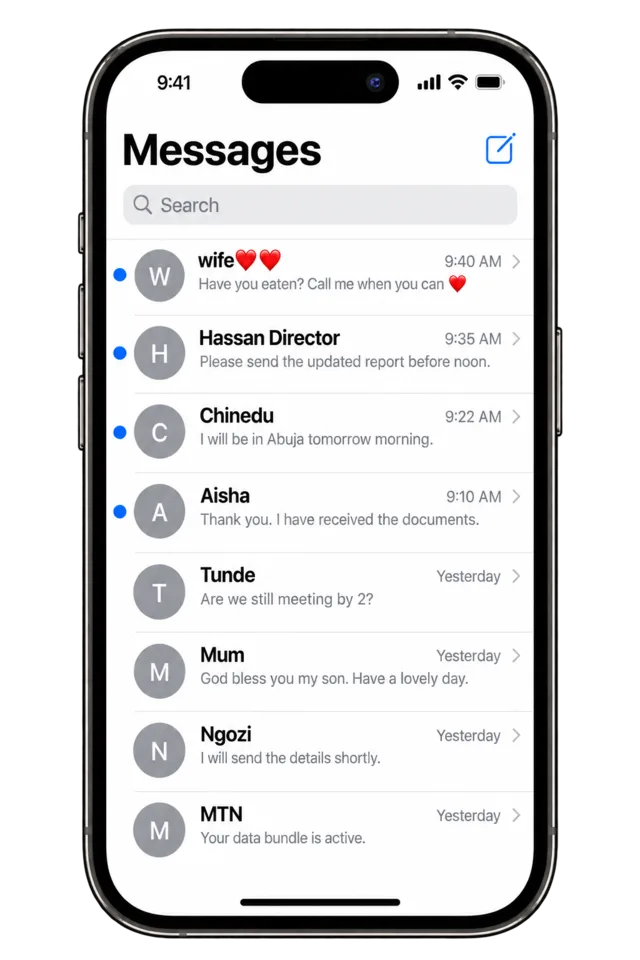 9:41
Messages
Search
W
wife❤️❤️
9:40 AM
Have you eaten? Call me when you can ❤️
H
Hassan Director
9:35 AM
Please send the updated report before noon.
C
Chinedu
9:22 AM
I will be in Abuja tomorrow morning.
A
Aisha
9:10 AM
Thank you. I have received the documents.
T
Tunde
Yesterday
Are we still meeting by 2?
M
Mum
Yesterday
God bless you my son. Have a lovely day.
N
Ngozi
Yesterday
I will send the details shortly.
M
MTN
Yesterday
Your data bundle is active.